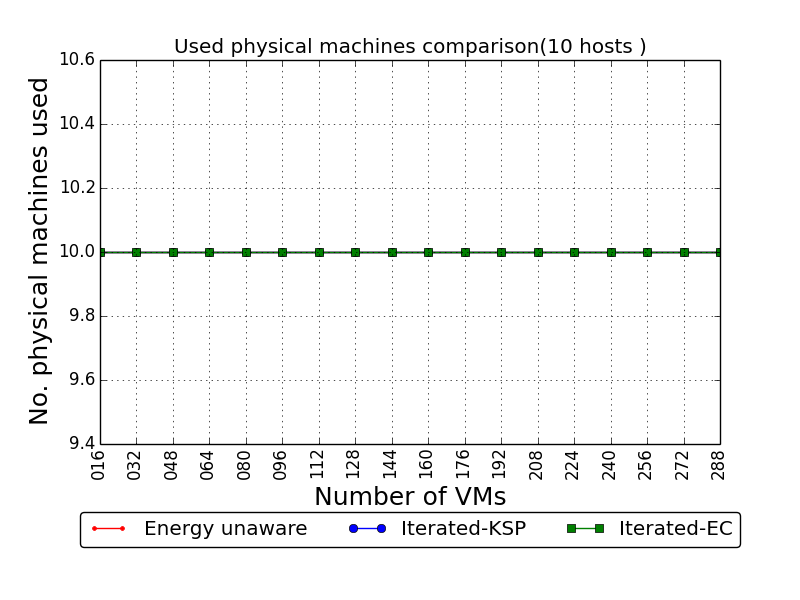 Used physical machines comparison(10 hosts )
No. physical machines used
10.6
10.4
10.2
10.0
9.8
9.6
9.4
016 032 048 064 080 096 112 128 144 160 176 192 208 224 240 256 272 288
Number of VMs
Energy unaware Iterated-KSP Iterated-EC